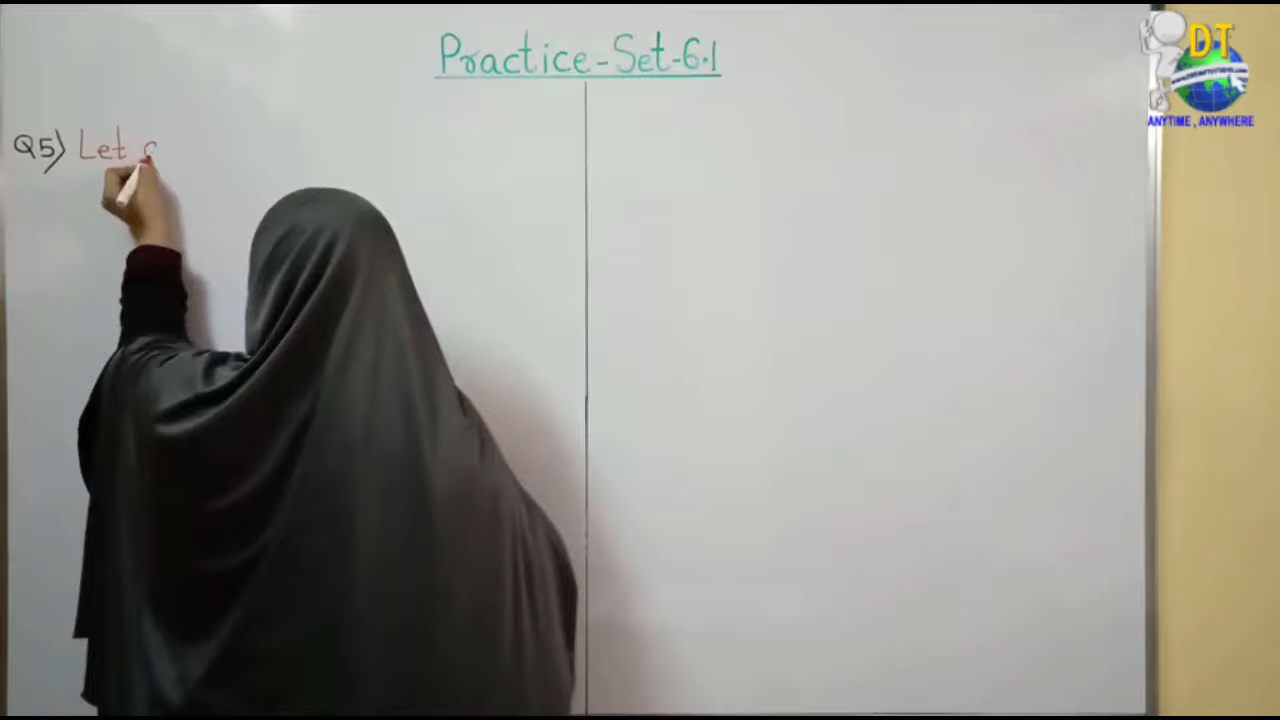 Practice-Set-6.1
Q5) Let
DT
ANYTIME , ANYWHERE